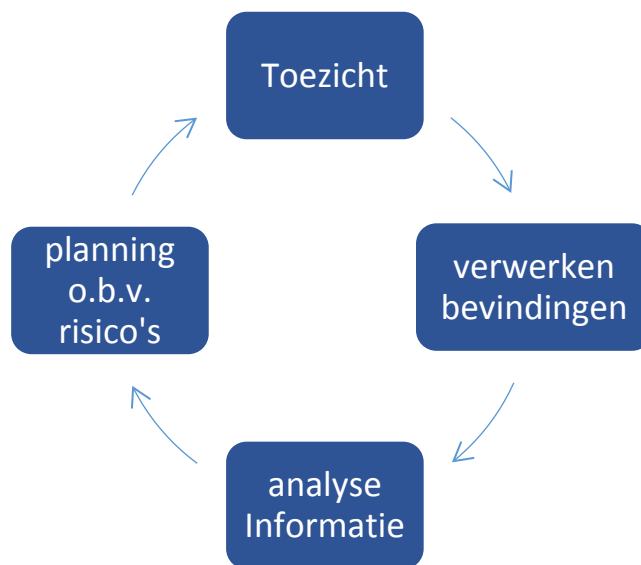 Toezicht
verwerken
bevindingen
analyse
Informatie
planning
o.b.v.
risico's